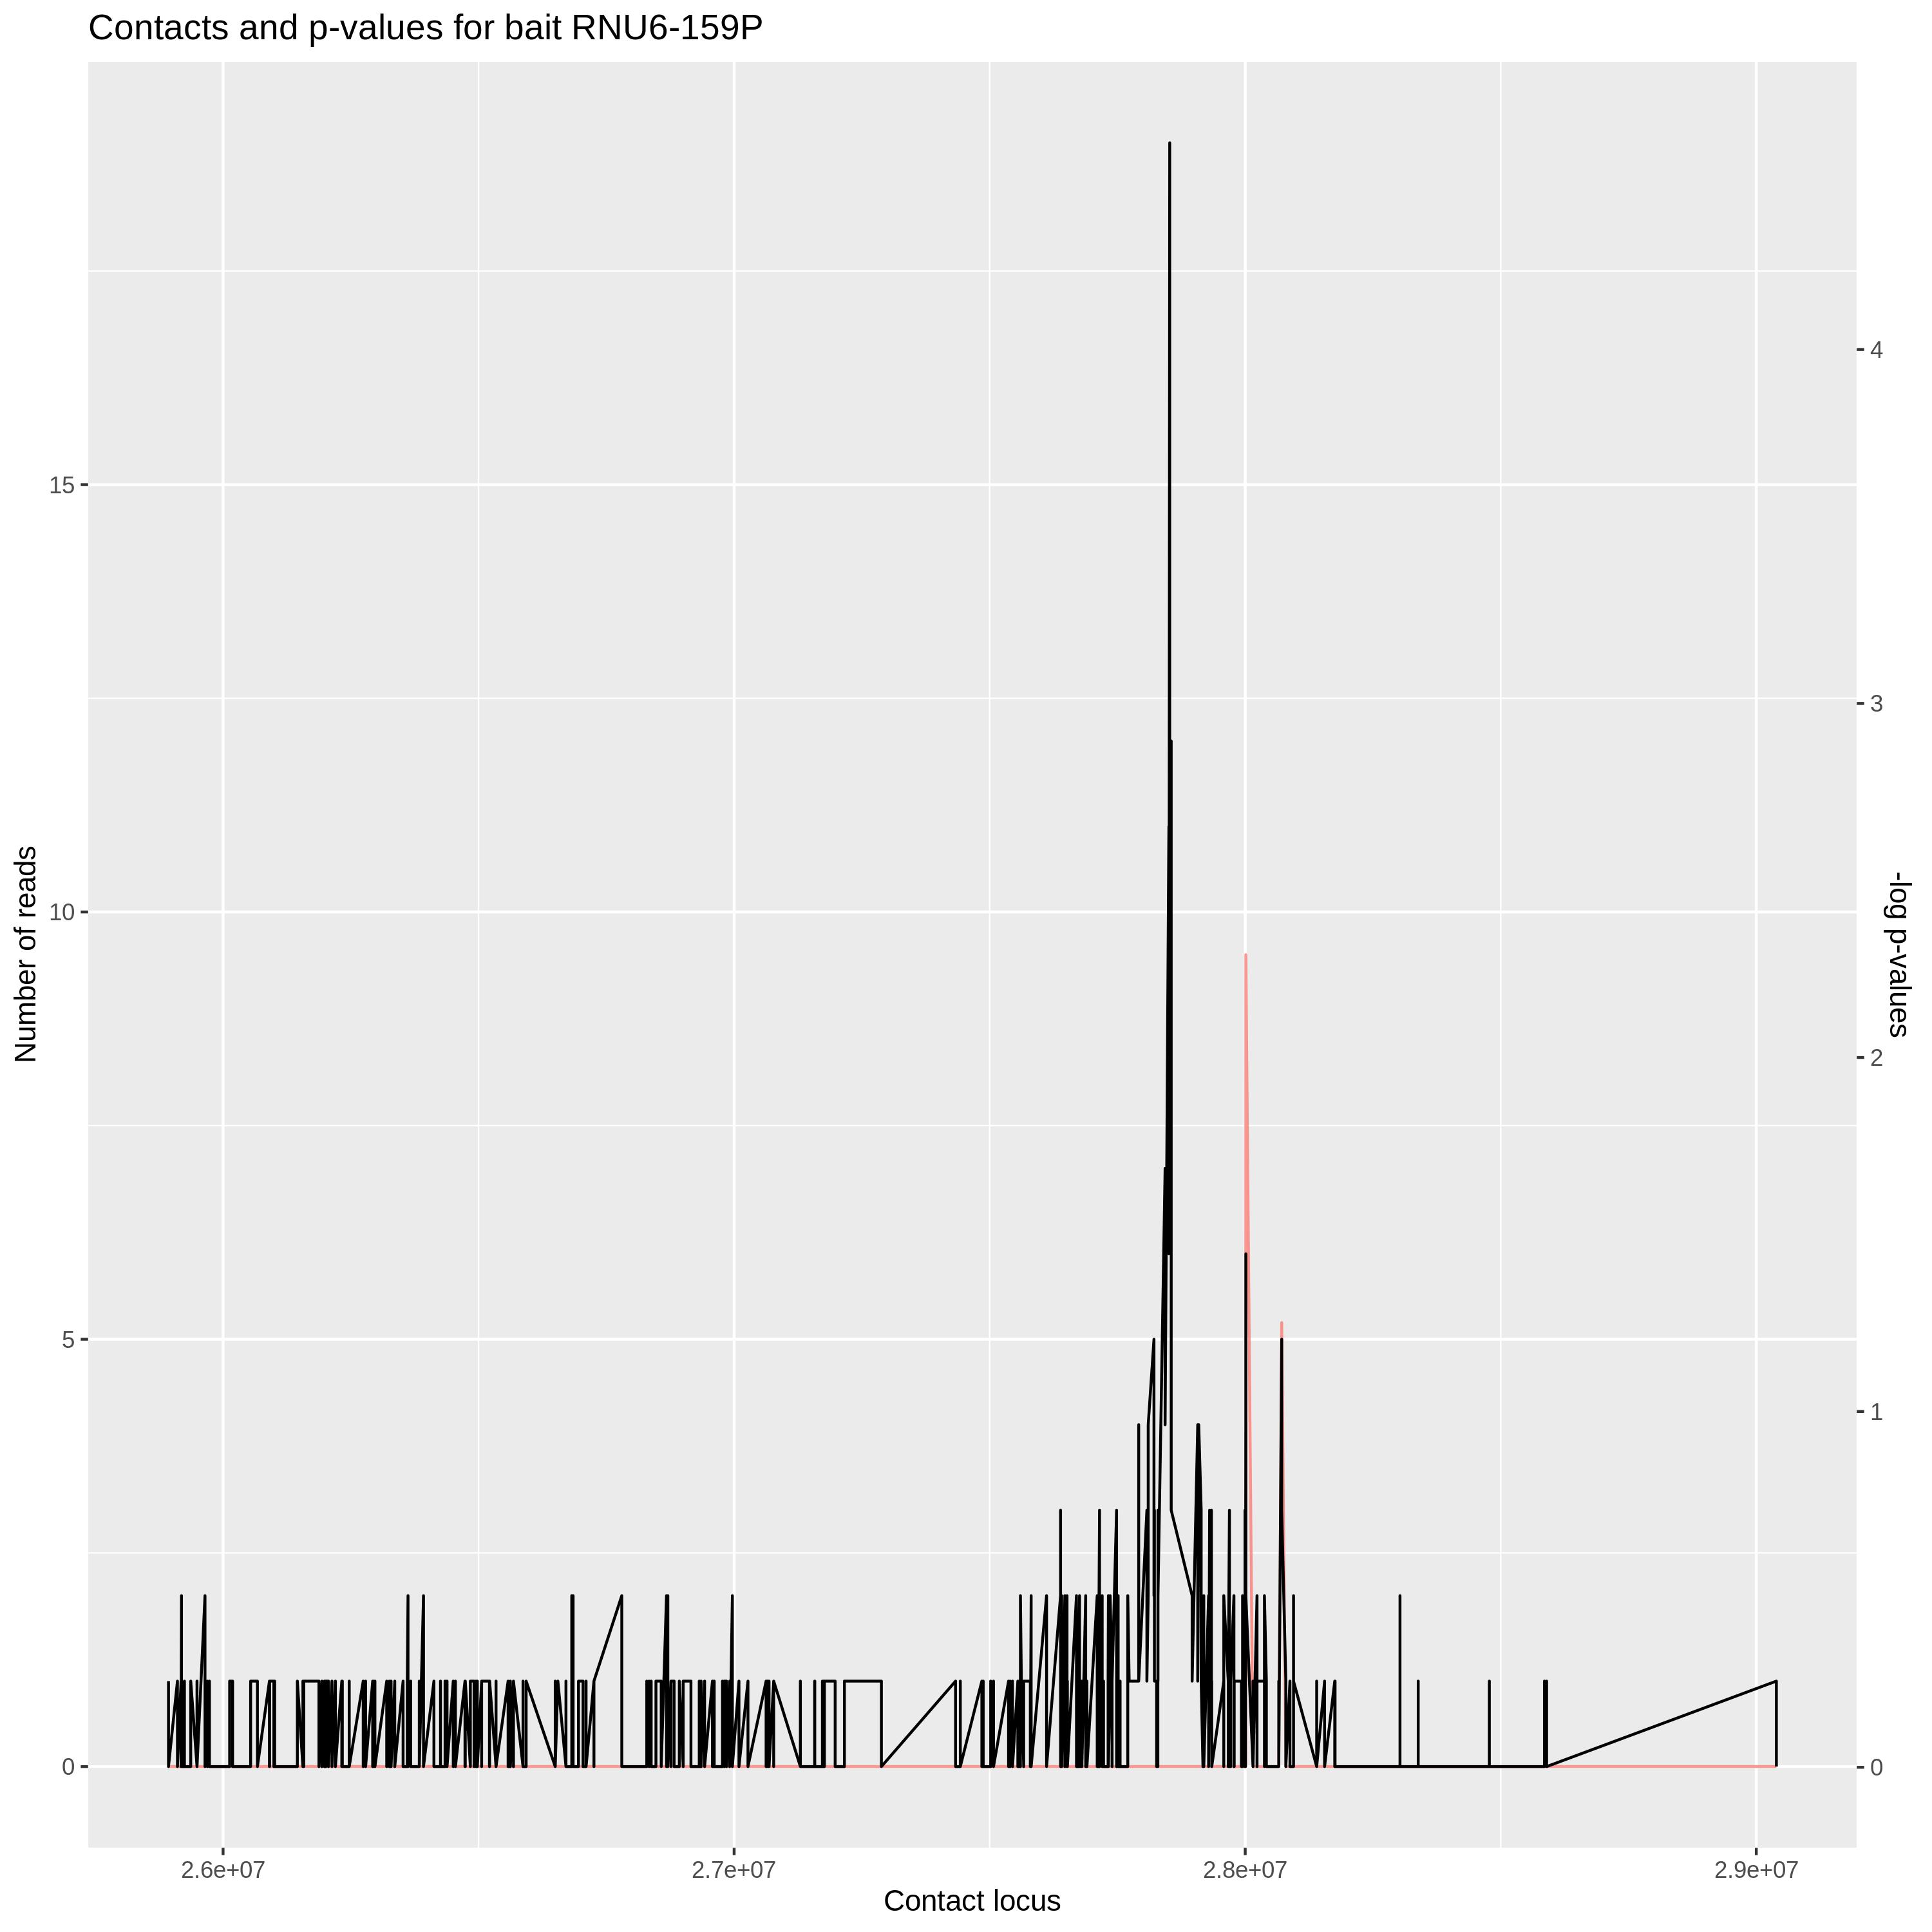 Contacts and p-values for bait RNU6-159P
15
10
5
0
Number of reads
4
3
2
1
0
-log p-values
2.6e+07
2.7e+07
2.8e+07
2.9e+07
Contact locus